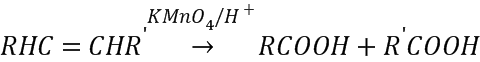 RHC = CHR' KMnO₄/H⁺ → RCOOH + R'COOH